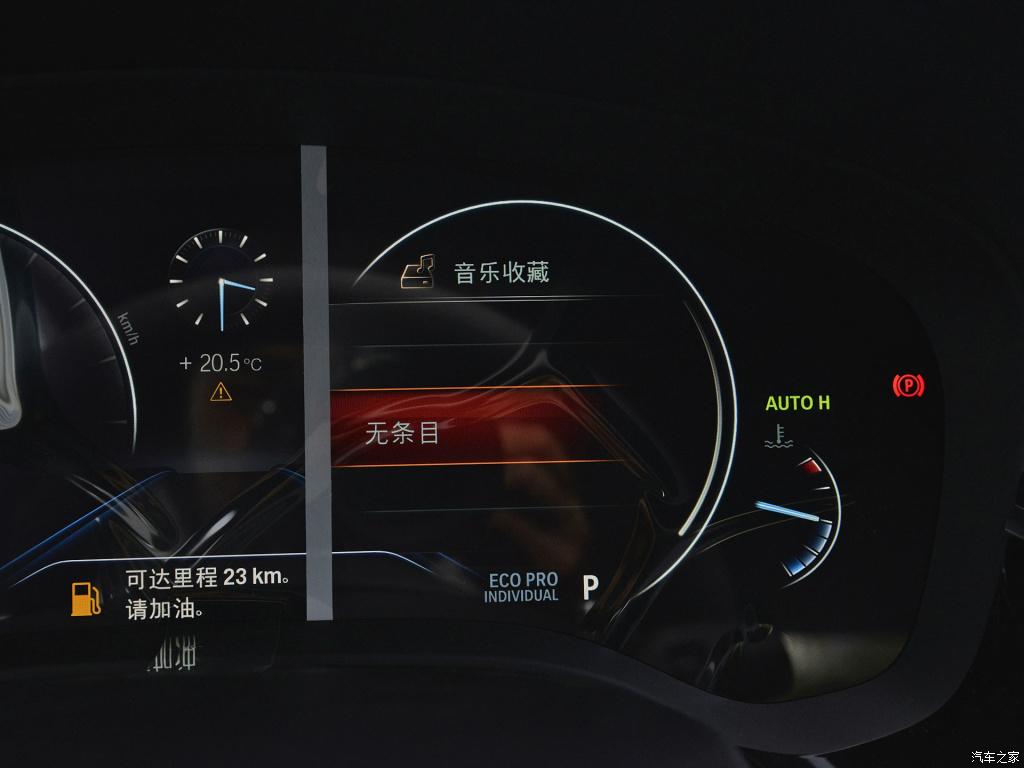 km/h
+ 20.5°C
音乐收藏
无条目
AUTO H
P
可达里程 23 km。
请加油。
ECO PRO
INDIVIDUAL
P
加油
汽车之家